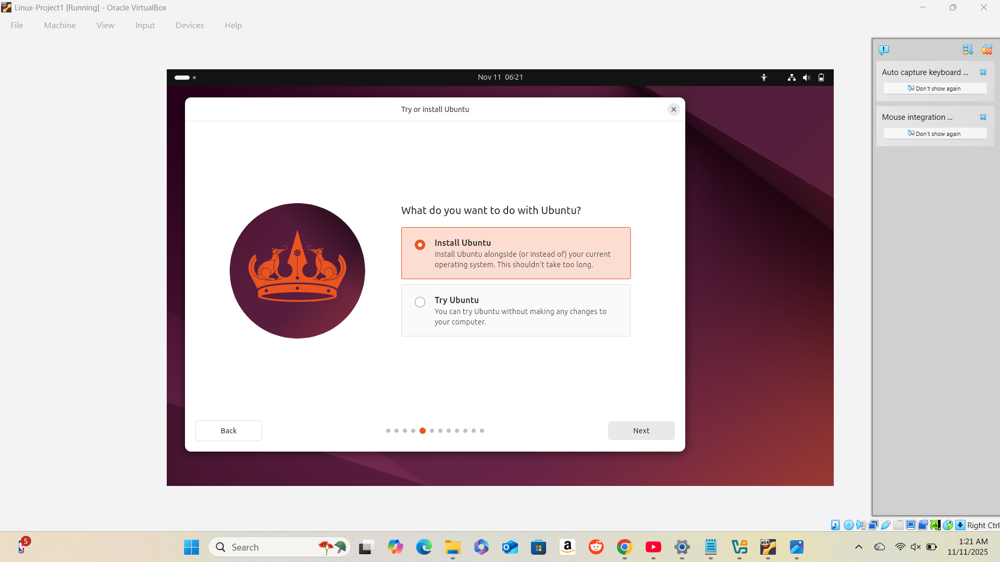 Linux-Project1 [Running] - Oracle VirtualBox
File Machine View Input Devices Help
Nov 11 06:21
Try or install Ubuntu
What do you want to do with Ubuntu?
Install Ubuntu
Install Ubuntu alongside (or instead of) your current
operating system. This shouldn't take too long.
Try Ubuntu
You can try Ubuntu without making any changes to
your computer.
Back
Next
Auto capture keyboard ...
Don't show again
Mouse integration ...
Don't show again
Right Ctrl
5
Search
1:21 AM
11/11/2025